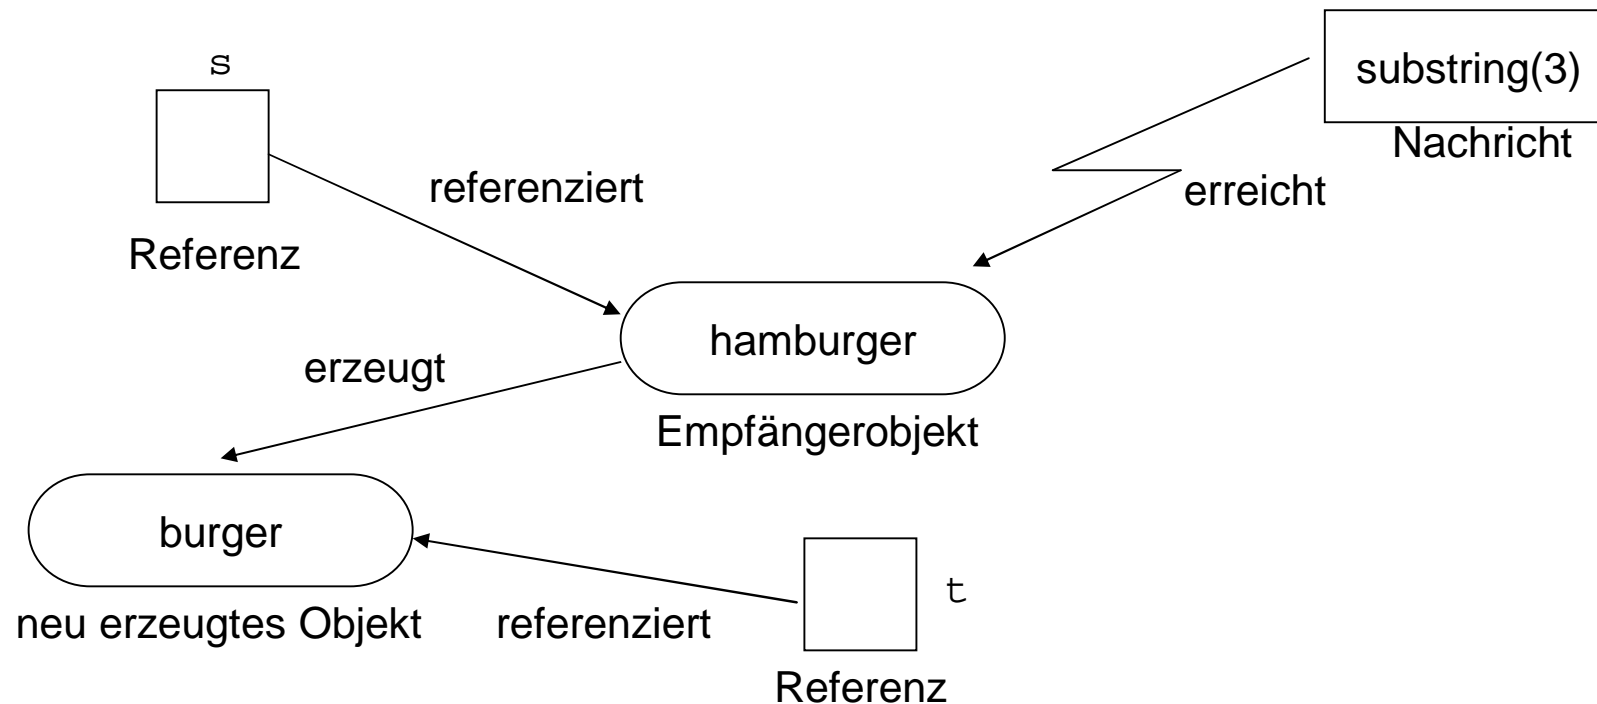 s
substring(3)
Nachricht
referenziert
erreicht
Referenz
hamburger
erzeugt
Empfängerobjekt
burger
t
neu erzeugtes Objekt
referenziert
Referenz